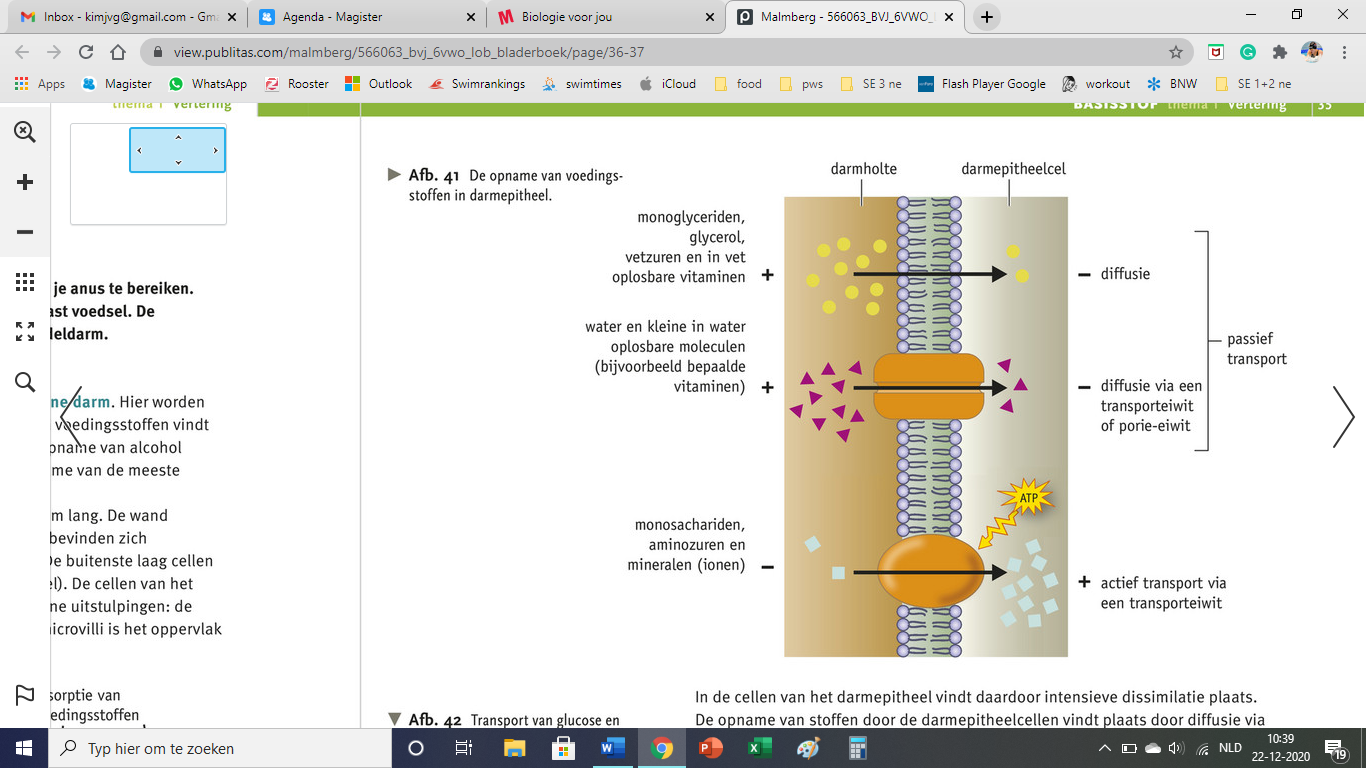 Inbox - kimjvg@gmail.com - Gma
Agenda - Magister
Biologie voor jou
Malmberg - 566063_BVJ_6VWO_
view.publitas.com/malmberg/566063_bvj_6vwo_lob_bladerboek/page/36-37
Apps
Magister
WhatsApp
Rooster
Outlook
Swimrankings
swimtimes
iCloud
food
pws
SE 3 ne
Flash Player Google
workout
BNW
SE 1+2 ne
thema 1 Vertering
BASISSTOF thema 1 Vertering 35
je anus te bereiken.
ast voedsel. De
deldarm.
ne darm. Hier worden
voedingsstoffen vindt
pname van alcohol
me van de meeste
m lang. De wand
bevinden zich
De buitenste laag cellen
el). De cellen van het
ne uitstulpingen: de
microvilli is het oppervlak
sorptie van
edingsstoffen
Afb. 41 De opname van voedings-
stoffen in darmepitheel.
darmholte
darmepitheelcel
monoglyceriden,
glycerol,
vetzuren en in vet
oplosbare vitaminen +
− diffusie
water en kleine in water
oplosbare moleculen
(bijvoorbeeld bepaalde
vitaminen) +
− diffusie via een
transporteiwit
of porie-eiwit
passief
transport
ATP
monosachariden,
aminozuren en
mineralen (ionen) −
+ actief transport via
een transporteiwit
In de cellen van het darmepitheel vindt daardoor intensieve dissimilatie plaats.
De opname van stoffen door de darmepitheelcellen vindt plaats door diffusie via
Afb. 42 Transport van glucose en
Typ hier om te zoeken
NLD
10:39
22-12-2020
19